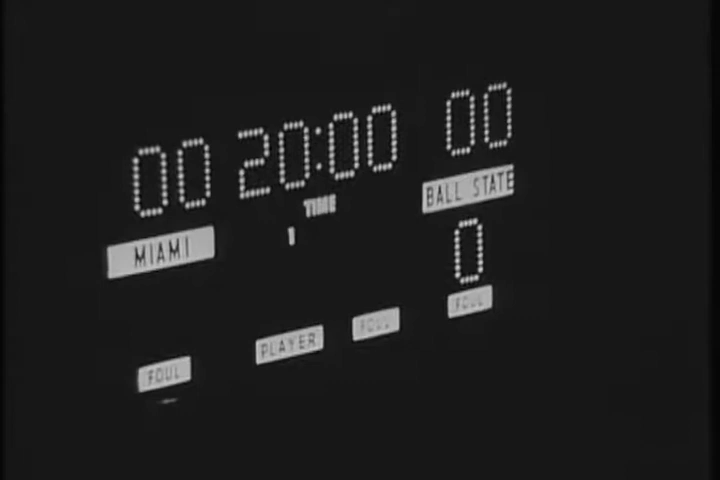 00 20:00 00
TIME
MIAMI 1 BALL STATE
0
FOUL PLAYER FOUL FOUL